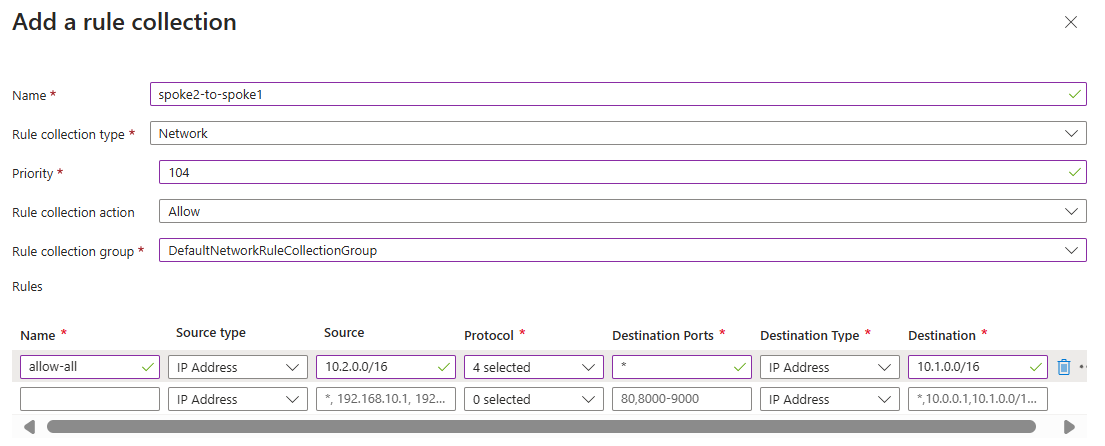 Add a rule collection
Name *
spoke2-to-spoke1
Rule collection type *
Network
Priority *
104
Rule collection action
Allow
Rule collection group *
DefaultNetworkRuleCollectionGroup
Rules
Name * Source type Source Protocol * Destination Ports * Destination Type * Destination *
allow-all IP Address 10.2.0.0/16 4 selected * IP Address 10.1.0.0/16
IP Address *, 192.168.10.1, 192... 0 selected 80,8000-9000 IP Address *,10.0.0.1,10.1.0.0/1...